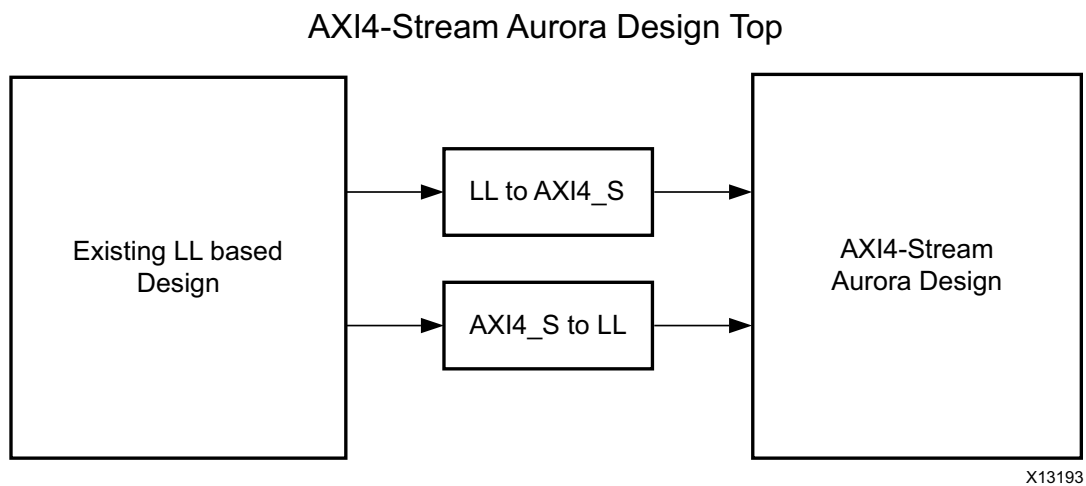 AXI4-Stream Aurora Design Top
Existing LL based
Design
LL to AXI4_S
AXI4_S to LL
AXI4-Stream
Aurora Design
X13193